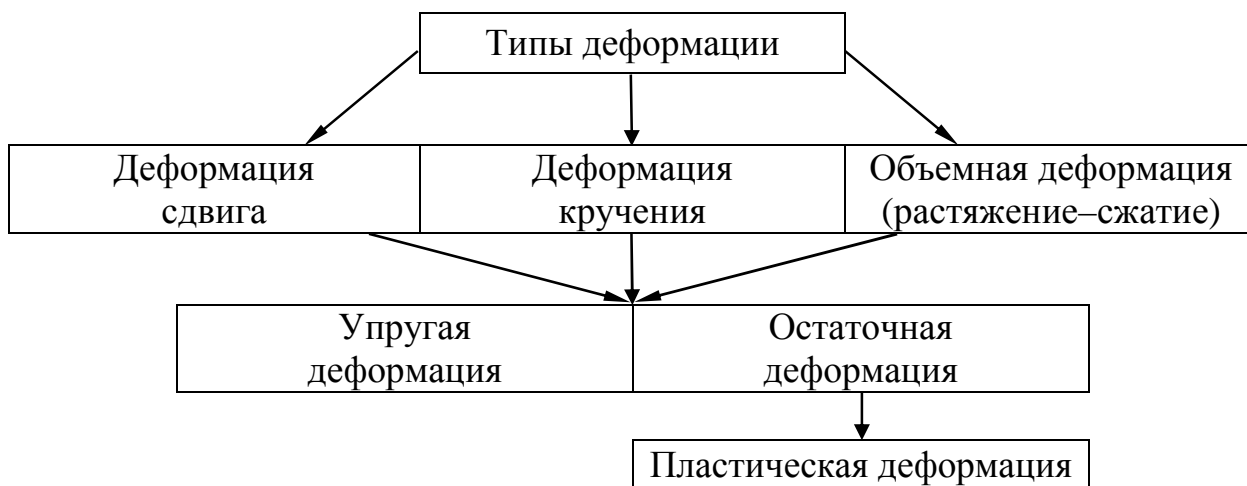 Типы деформации
Деформация
сдвига
Деформация
кручения
Объемная деформация
(растяжение–сжатие)
Упругая
деформация
Остаточная
деформация
Пластическая деформация